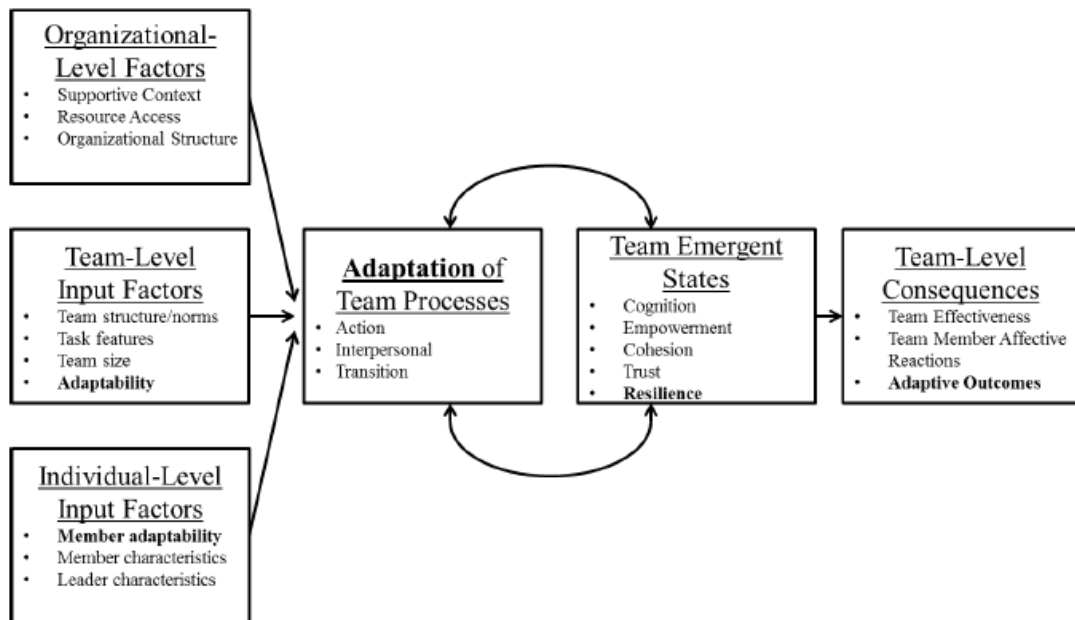 Organizational-
Level Factors
• Supportive Context
• Resource Access
• Organizational Structure
Team-Level
Input Factors
• Team structure/norms
• Task features
• Team size
• Adaptability
Individual-Level
Input Factors
• Member adaptability
• Member characteristics
• Leader characteristics
Adaptation of
Team Processes
• Action
• Interpersonal
• Transition
Team Emergent
States
• Cognition
• Empowerment
• Cohesion
• Trust
• Resilience
Team-Level
Consequences
• Team Effectiveness
• Team Member Affective
Reactions
• Adaptive Outcomes